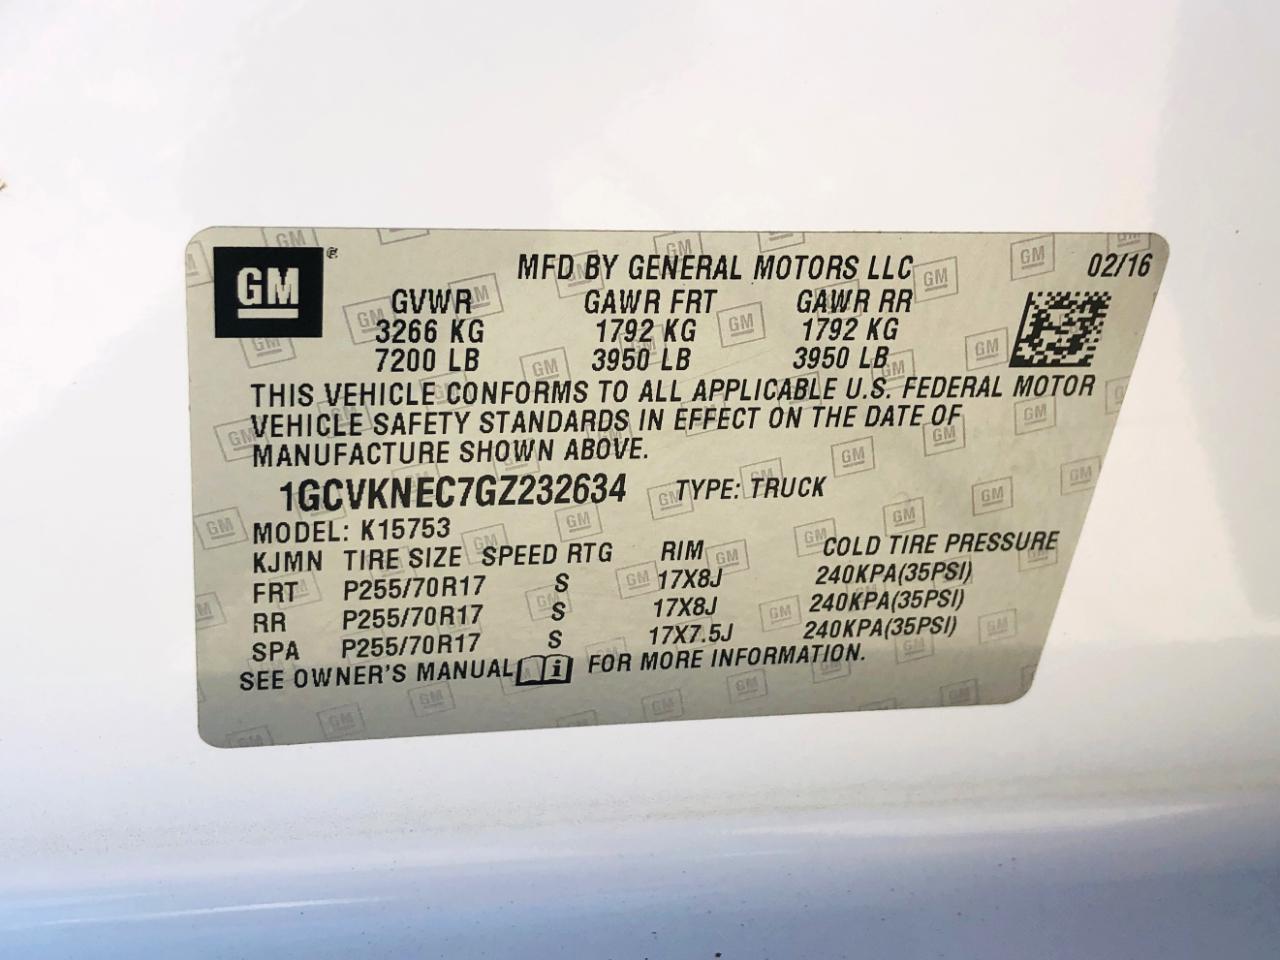 GM
MFD BY GENERAL MOTORS LLC 02/16
GVWR GAWR FRT GAWR RR
3266 KG 1792 KG 1792 KG
7200 LB 3950 LB 3950 LB
THIS VEHICLE CONFORMS TO ALL APPLICABLE U.S. FEDERAL MOTOR
VEHICLE SAFETY STANDARDS IN EFFECT ON THE DATE OF
MANUFACTURE SHOWN ABOVE.
1GCVKNEC7GZ232634 TYPE: TRUCK
MODEL: K15753
KJMN TIRE SIZE SPEED RTG RIM COLD TIRE PRESSURE
FRT P255/70R17 S 17X8J 240KPA(35PSI)
RR P255/70R17 S 17X8J 240KPA(35PSI)
SPA P255/70R17 S 17X7.5J 240KPA(35PSI)
SEE OWNER'S MANUAL i FOR MORE INFORMATION.